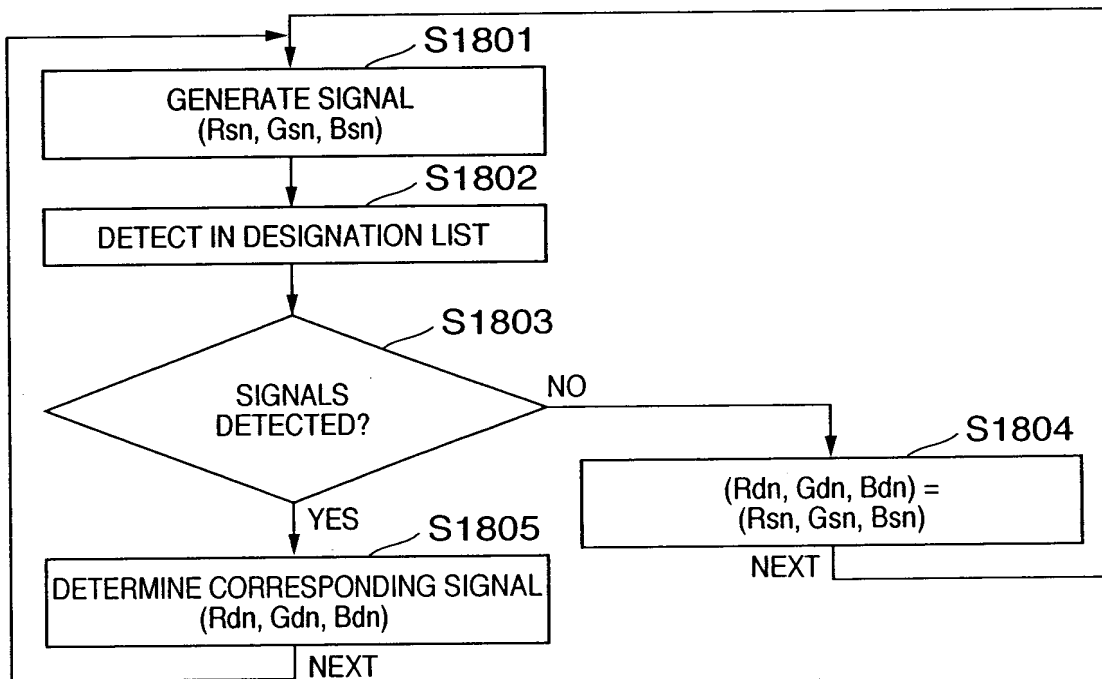 S1801
GENERATE SIGNAL
(Rsn, Gsn, Bsn)
S1802
DETECT IN DESIGNATION LIST
S1803
SIGNALS
DETECTED?
NO
S1804
(Rdn, Gdn, Bdn) =
(Rsn, Gsn, Bsn)
NEXT
YES
S1805
DETERMINE CORRESPONDING SIGNAL
(Rdn, Gdn, Bdn)
NEXT